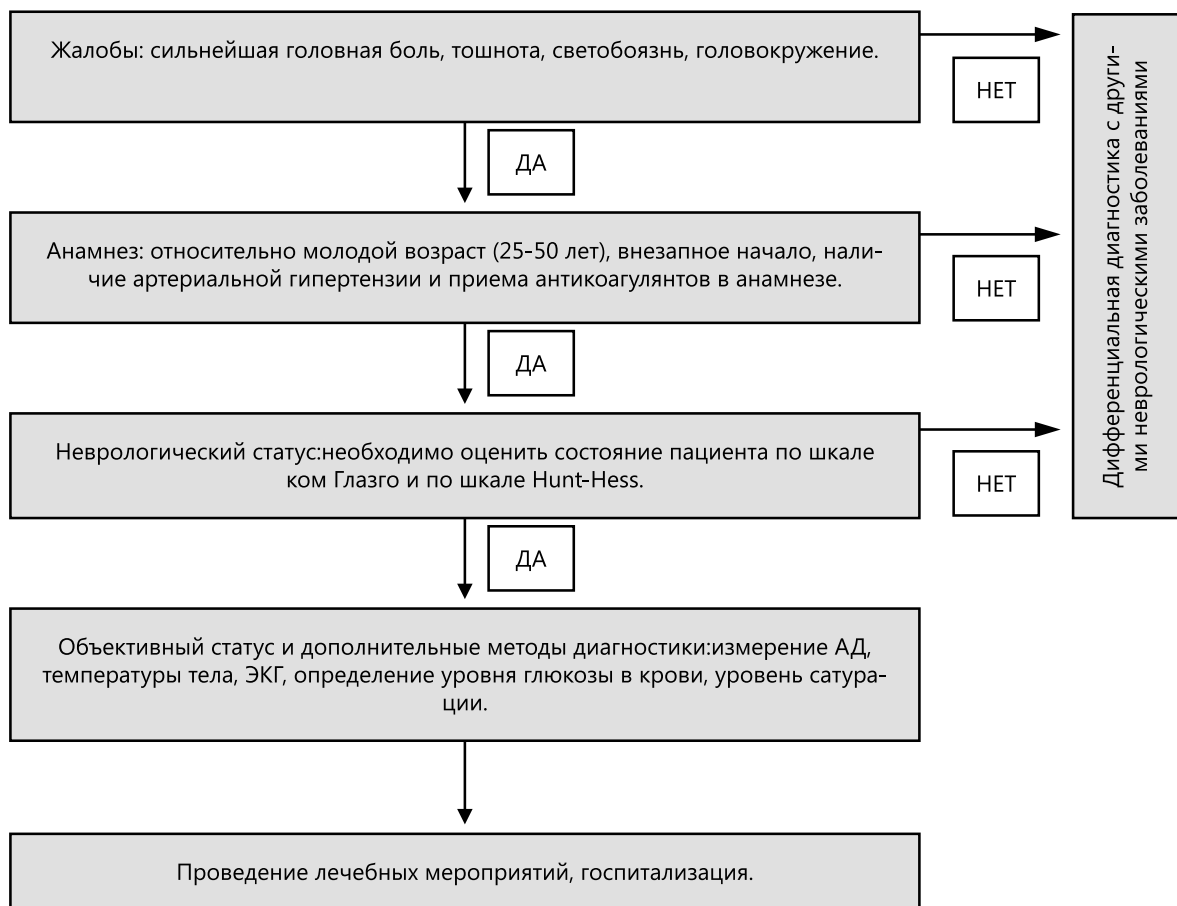 Жалобы: сильнейшая головная боль, тошнота, светобоязнь, головокружение.
НЕТ
ДА
Анамнез: относительно молодой возраст (25-50 лет), внезапное начало, нали-
чие артериальной гипертензии и приема антикоагулянтов в анамнезе.
НЕТ
ДА
Неврологический статус:необходимо оценить состояние пациента по шкале
ком Глазго и по шкале Hunt-Hess.
НЕТ
ДА
Объективный статус и дополнительные методы диагностики:измерение АД,
температуры тела, ЭКГ, определение уровня глюкозы в крови, уровень сатура-
ции.
Проведение лечебных мероприятий, госпитализация.
Дифференциальная диагностика с други-
ми неврологическими заболеваниями